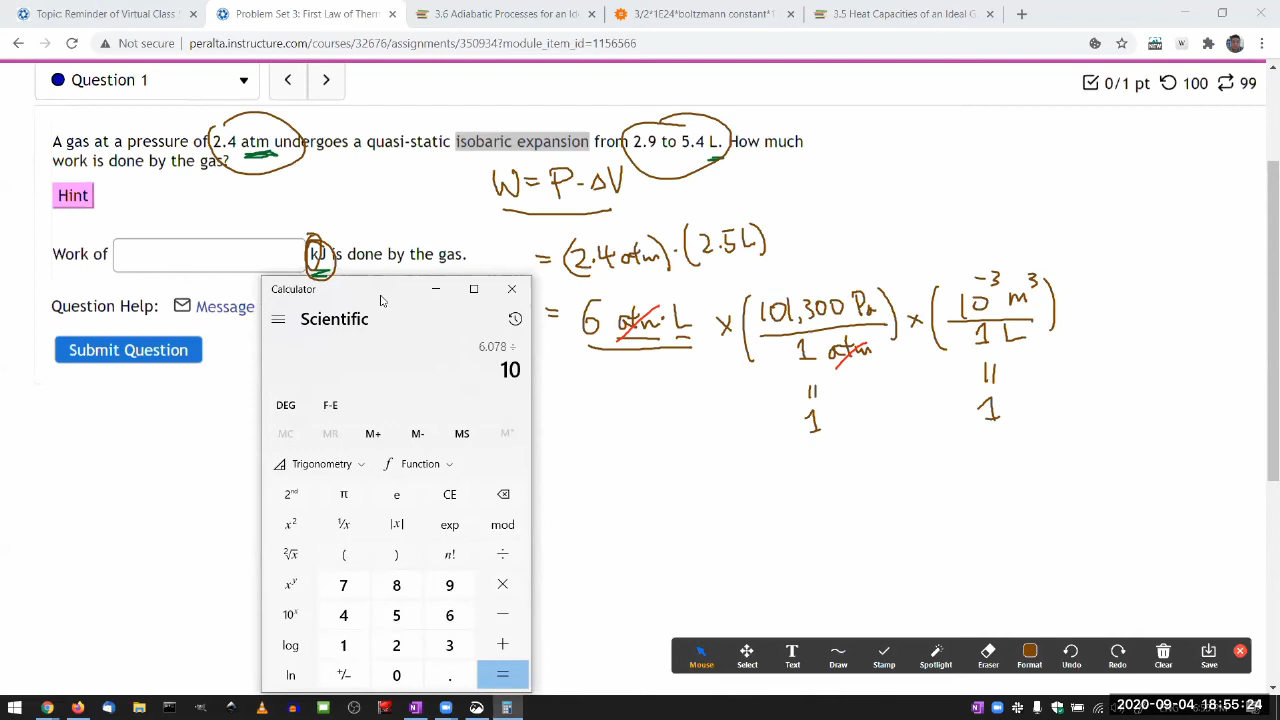 Topic: Reminder of Virtual Class
Problem Set 3: First Law of Therm
3.6 Adiabatic Processes for an Ide
3/2*1E24*boltzmann constant*1
3.5 Heat Capacities of an Ideal G
Not secure | peralta.instructure.com/courses/32676/assignments/350934?module_item_id=1156566
Question 1
0/1 pt 100 99
A gas at a pressure of 2.4 atm undergoes a quasi-static isobaric expansion from 2.9 to 5.4 L. How much
work is done by the gas?
W = P - ΔV
Hint
= (2.4 atm) · (2.5L)
Work of kJ is done by the gas.
= 6 atm · L × (101,300 Pa / 1 atm) × (10⁻³ m³ / 1 L)
= 1
= 1
Question Help: Message
Submit Question
Calculator
Scientific
6.078 ÷
10
DEG F-E
MC MR M+ M- MS M˅
Trigonometry Function
2ⁿᵈ π e CE
x² ¹/x |x| exp mod
²√x ( ) n! ÷
xʸ 7 8 9 ×
10ˣ 4 5 6 −
log 1 2 3 +
ln +/− 0 . =
Mouse Select Text Draw Stamp Spotlight Eraser Format Undo Redo Clear Save
2020-09-04 18:55:24